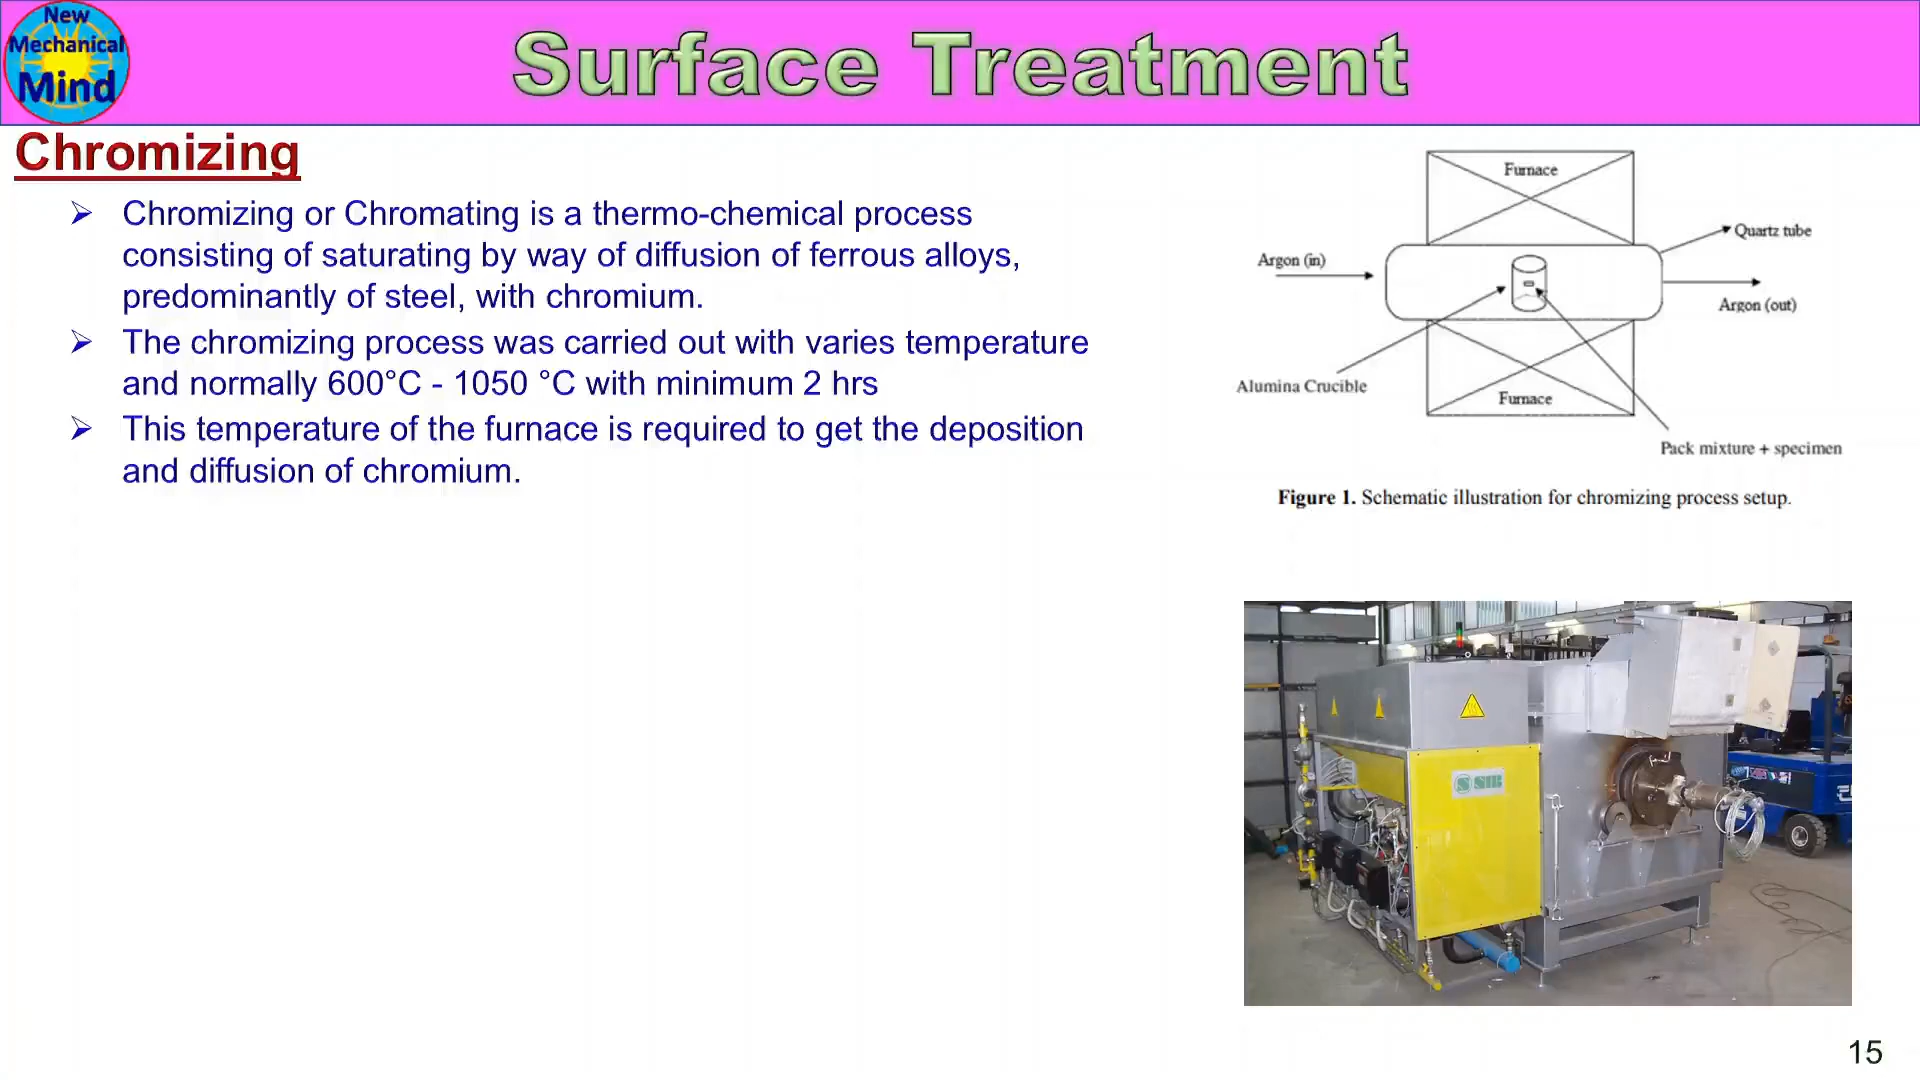 New
Mechanical
Mind
Surface Treatment
Chromizing
Chromizing or Chromating is a thermo-chemical process
consisting of saturating by way of diffusion of ferrous alloys,
predominantly of steel, with chromium.
The chromizing process was carried out with varies temperature
and normally 600°C - 1050 °C with minimum 2 hrs
This temperature of the furnace is required to get the deposition
and diffusion of chromium.
Furnace
Quartz tube
Argon (in)
Argon (out)
Alumina Crucible
Furnace
Pack mixture + specimen
Figure 1. Schematic illustration for chromizing process setup.
SIB
15